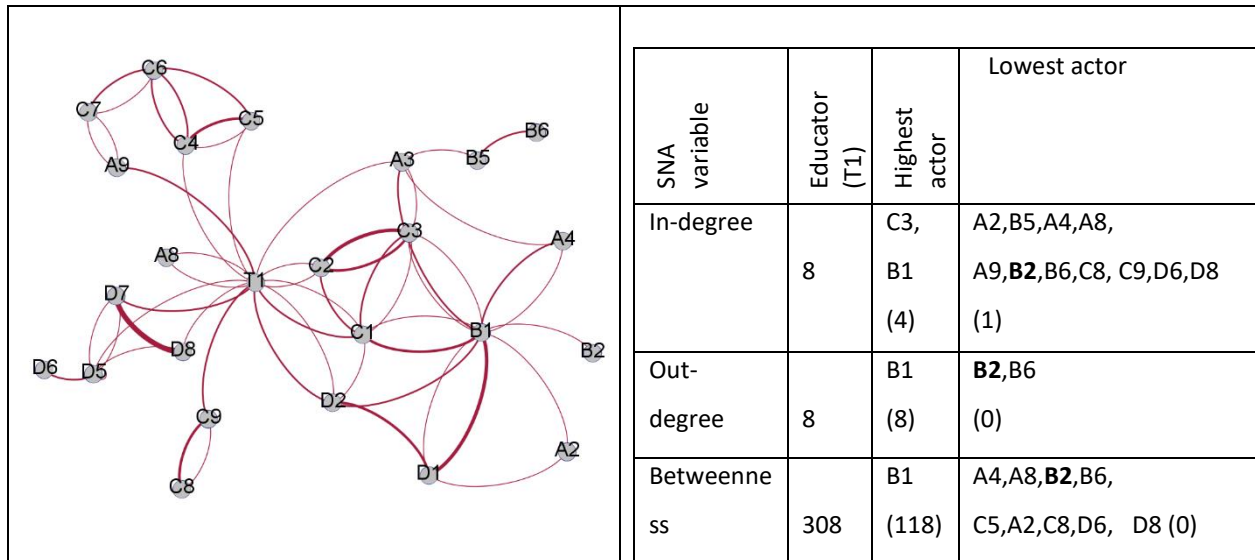 C6
C7
C5
C4
A9
B6
A3
B5
C3
A4
A8
C2
T1
D7
C1
B1
D8
B2
D6
D5
D2
C9
A2
D1
C8
SNA
variable
Educator
(T1)
Highest
actor
Lowest actor
In-degree
8
C3,
B1
(4)
A2,B5,A4,A8,
A9,B2,B6,C8, C9,D6,D8
(1)
Out-
degree
8
B1
(8)
B2,B6
(0)
Betweenne
ss
308
B1
(118)
A4,A8,B2,B6,
C5,A2,C8,D6, D8 (0)